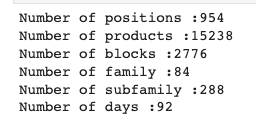 Number of positions :954
Number of products :15238
Number of blocks :2776
Number of family :84
Number of subfamily :288
Number of days :92